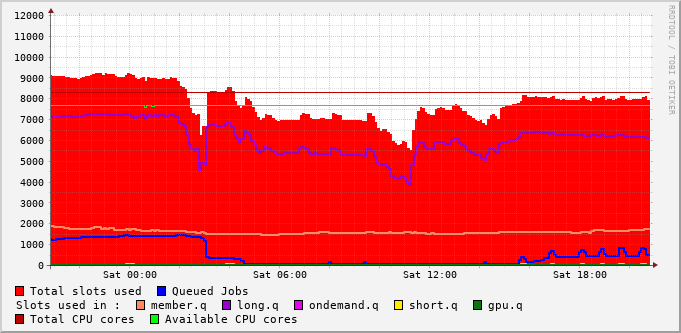 12000
11000
10000
9000
8000
7000
6000
5000
4000
3000
2000
1000
0
Sat 00:00 Sat 06:00 Sat 12:00 Sat 18:00
RRDTOOL / TOBI OETIKER
Total slots used Queued Jobs
Slots used in : member.q long.q ondemand.q short.q gpu.q
Total CPU cores Available CPU cores